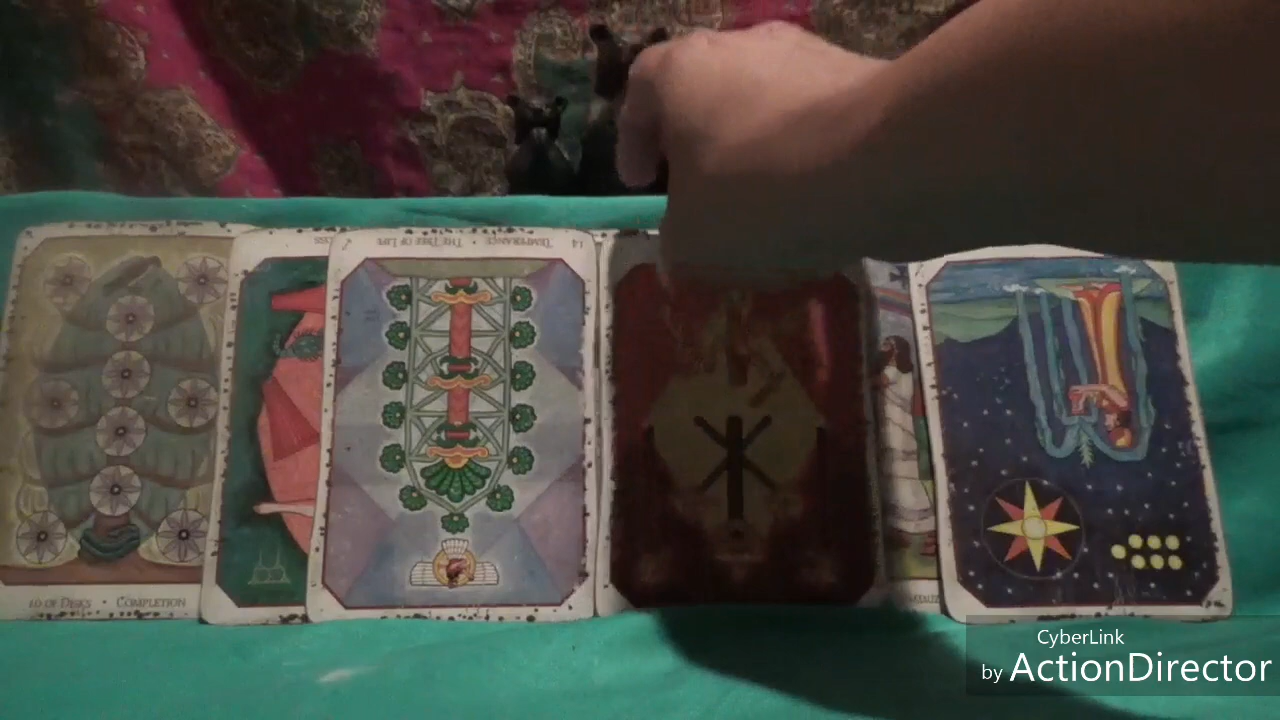 14 TEMPERANCE • THE TREE OF LIFE
10 OF DISKS • COMPLETION
CyberLink
by ActionDirector